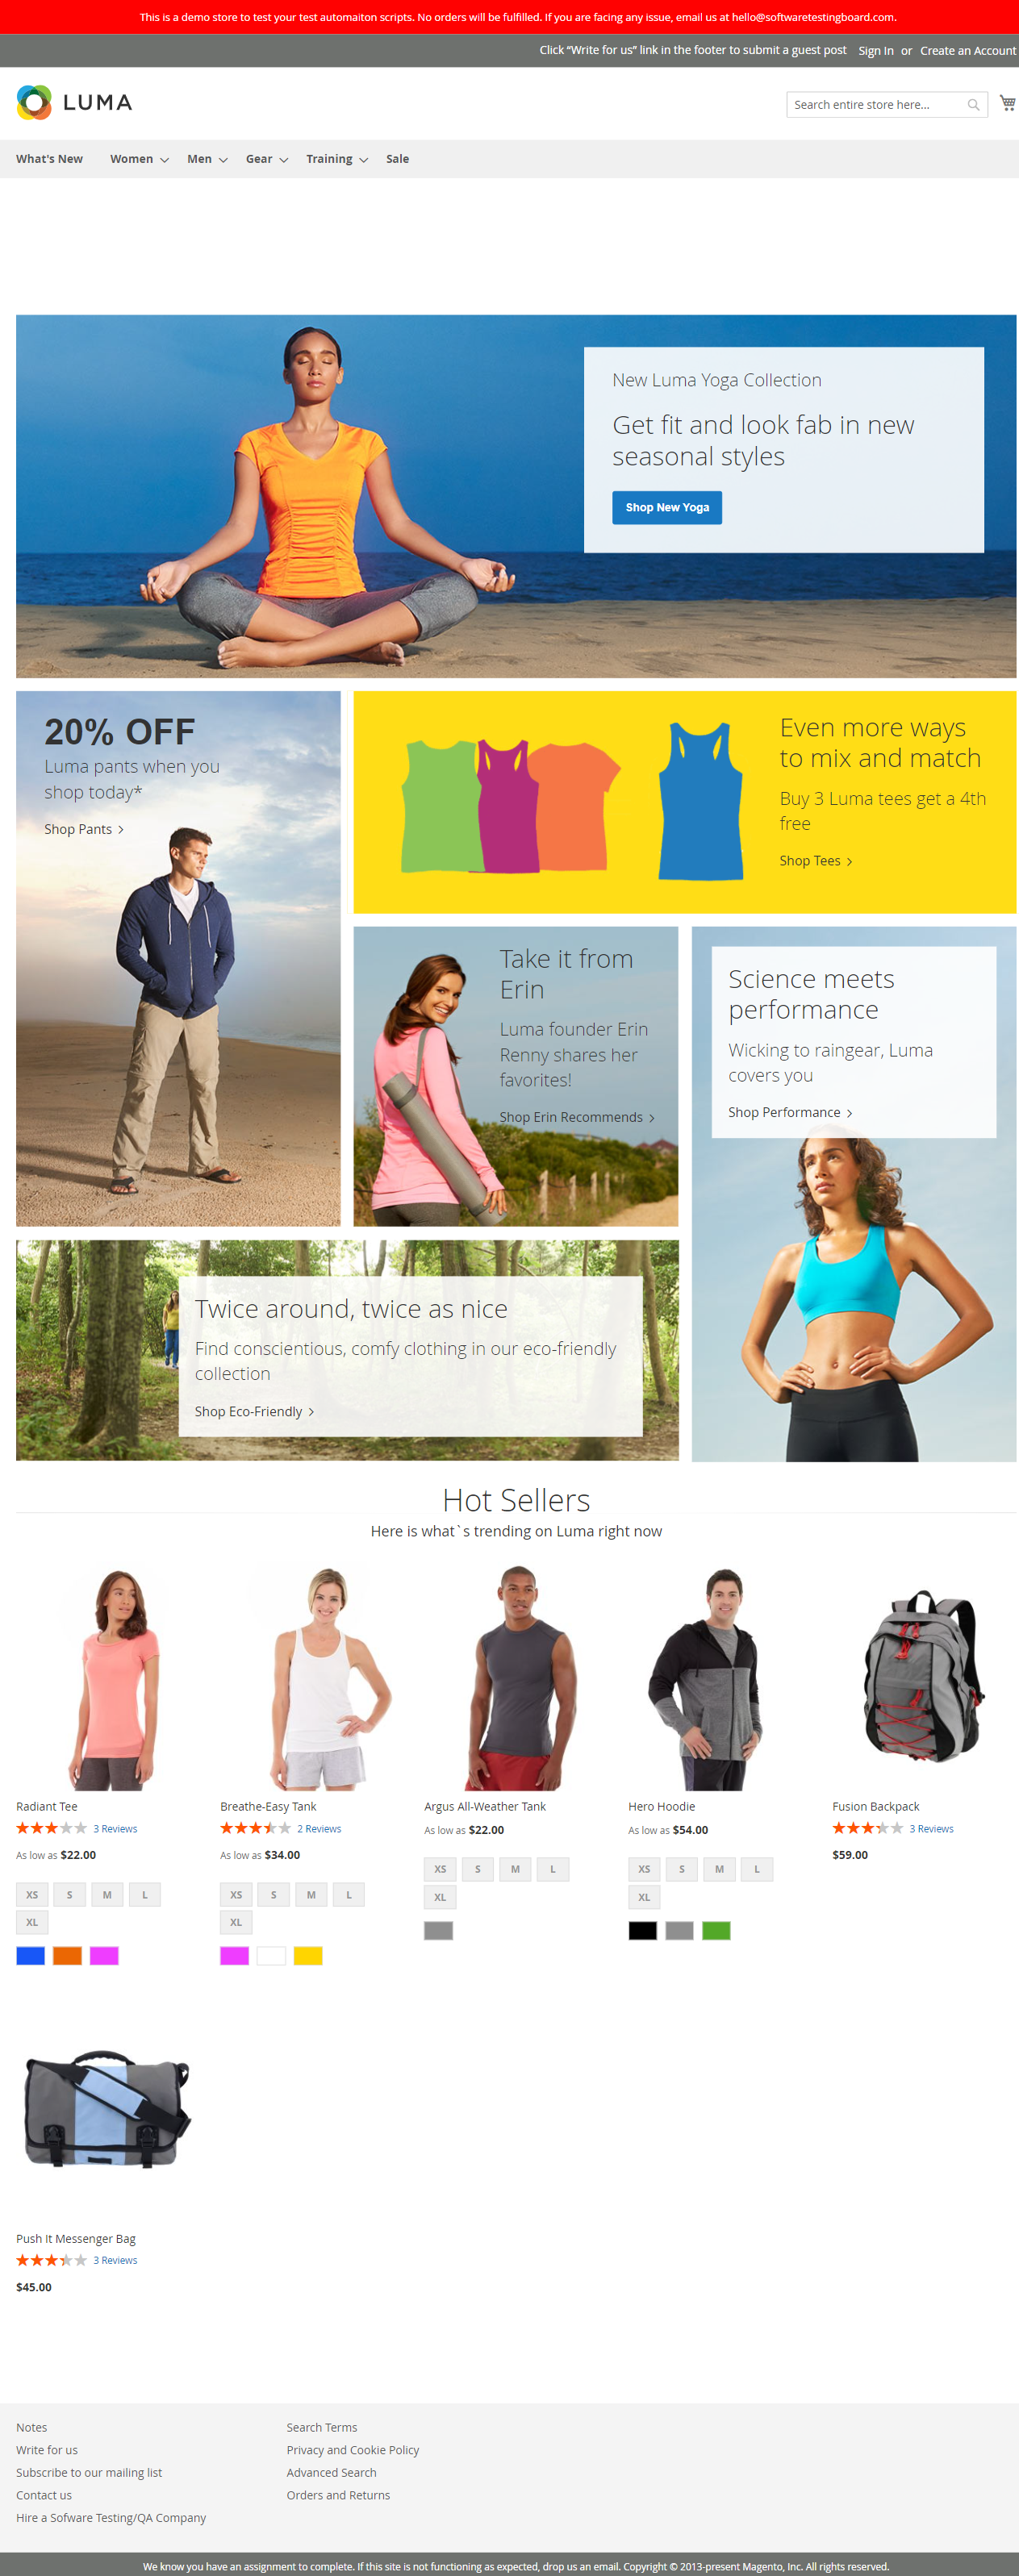 This is a demo store to test your test automaiton scripts. No orders will be fulfilled. If you are facing any issue, email us at hello@softwaretestingboard.com.
Click “Write for us” link in the footer to submit a guest post Sign In or Create an Account
LUMA
Search entire store here...
What's New Women Men Gear Training Sale
New Luma Yoga Collection
Get fit and look fab in new
seasonal styles
Shop New Yoga
20% OFF
Luma pants when you
shop today*
Shop Pants
Even more ways
to mix and match
Buy 3 Luma tees get a 4th
free
Shop Tees
Take it from
Erin
Luma founder Erin
Renny shares her
favorites!
Shop Erin Recommends
Science meets
performance
Wicking to raingear, Luma
covers you
Shop Performance
Twice around, twice as nice
Find conscientious, comfy clothing in our eco-friendly
collection
Shop Eco-Friendly
Hot Sellers
Here is what`s trending on Luma right now
Radiant Tee
3 Reviews
As low as $22.00
XS S M L
XL
Breathe-Easy Tank
2 Reviews
As low as $34.00
XS S M L
XL
Argus All-Weather Tank
As low as $22.00
XS S M L
XL
Hero Hoodie
As low as $54.00
XS S M L
XL
Fusion Backpack
3 Reviews
$59.00
Push It Messenger Bag
3 Reviews
$45.00
Notes
Write for us
Subscribe to our mailing list
Contact us
Hire a Sofware Testing/QA Company
Search Terms
Privacy and Cookie Policy
Advanced Search
Orders and Returns
We know you have an assignment to complete. If this site is not functioning as expected, drop us an email. Copyright © 2013-present Magento, Inc. All rights reserved.